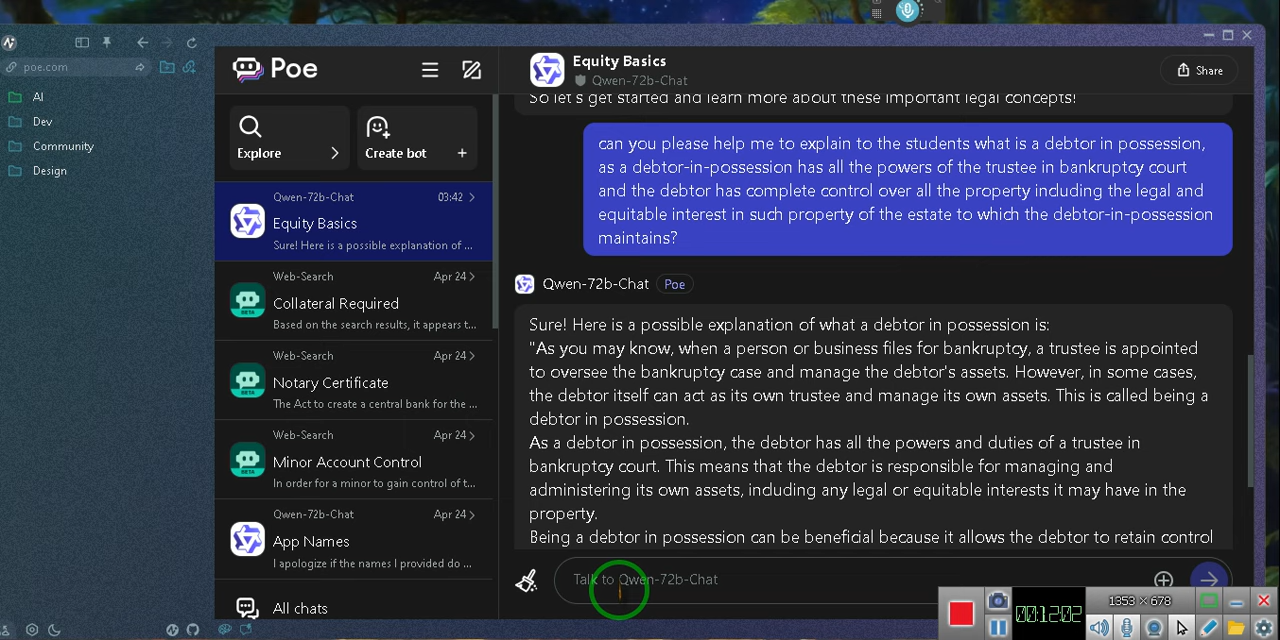 poe.com
AI
Dev
Community
Design
Poe
Explore
Create bot
Qwen-72b-Chat 03:42
Equity Basics
Sure! Here is a possible explanation of ...
Web-Search Apr 24
Collateral Required
Based on the search results, it appears t...
Web-Search Apr 24
Notary Certificate
The Act to create a central bank for the ...
Web-Search Apr 24
Minor Account Control
In order for a minor to gain control of t...
Qwen-72b-Chat Apr 24
App Names
I apologize if the names I provided do ...
All chats
Equity Basics
Qwen-72b-Chat
Share
So let's get started and learn more about these important legal concepts!
can you please help me to explain to the students what is a debtor in possession,
as a debtor-in-possession has all the powers of the trustee in bankruptcy court
and the debtor has complete control over all the property including the legal and
equitable interest in such property of the estate to which the debtor-in-possession
maintains?
Qwen-72b-Chat Poe
Sure! Here is a possible explanation of what a debtor in possession is:
"As you may know, when a person or business files for bankruptcy, a trustee is appointed
to oversee the bankruptcy case and manage the debtor's assets. However, in some cases,
the debtor itself can act as its own trustee and manage its own assets. This is called being a
debtor in possession.
As a debtor in possession, the debtor has all the powers and duties of a trustee in
bankruptcy court. This means that the debtor is responsible for managing and
administering its own assets, including any legal or equitable interests it may have in the
property.
Being a debtor in possession can be beneficial because it allows the debtor to retain control
Talk to Qwen-72b-Chat
00:12:02
1353 × 678
BETA
BETA
BETA